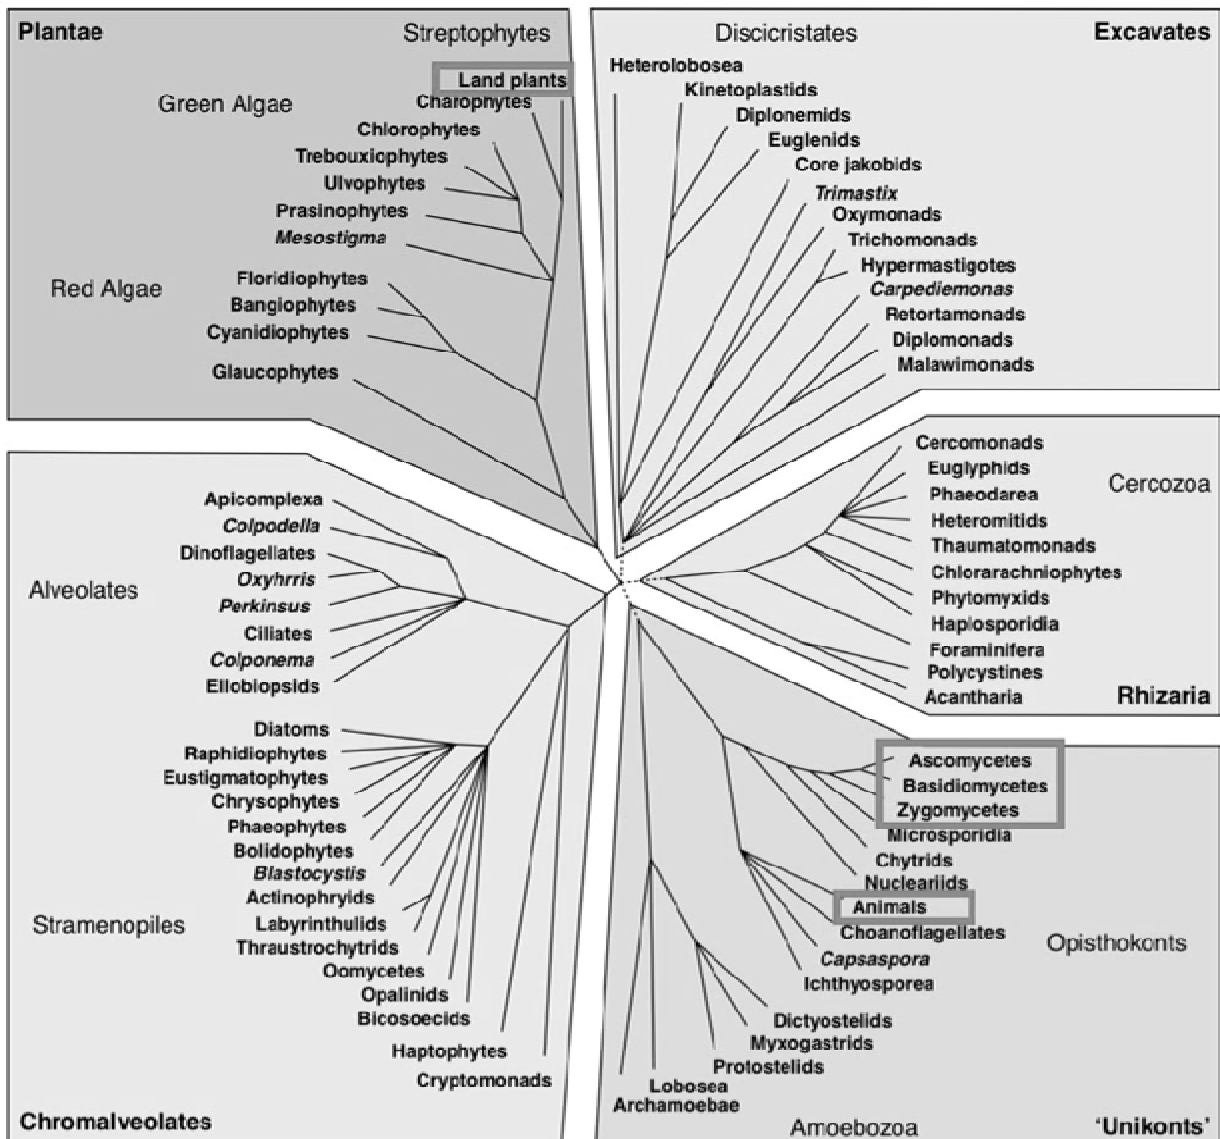 Plantae
Streptophytes
Land plants
Green Algae
Charophytes
Chlorophytes
Trebouxiophytes
Ulvophytes
Prasinophytes
Mesostigma
Red Algae
Floridiophytes
Bangiophytes
Cyanidiophytes
Glaucophytes
Discicristates
Excavates
Heterolobosea
Kinetoplastids
Diplonemids
Euglenids
Core jakobids
Trimastix
Oxymonads
Trichomonads
Hypermastigotes
Carpediemonas
Retortamonads
Diplomonads
Malawimonads
Cercomonads
Euglyphids
Cercozoa
Phaeodarea
Heteromitids
Thaumatomonads
Chlorarachniophytes
Phytomyxids
Haplosporidia
Foraminifera
Polycystines
Acantharia
Rhizaria
Apicomplexa
Colpodella
Dinoflagellates
Alveolates
Oxyhrris
Perkinsus
Ciliates
Colponema
Ellobiopsids
Diatoms
Raphidiophytes
Eustigmatophytes
Chrysophytes
Phaeophytes
Bolidophytes
Blastocystis
Actinophryids
Stramenopiles
Labyrinthulids
Thraustrochytrids
Oomycetes
Opalinids
Bicosoecids
Haptophytes
Cryptomonads
Chromalveolates
Ascomycetes
Basidiomycetes
Zygomycetes
Microsporidia
Chytrids
Nucleariids
Animals
Choanoflagellates
Opisthokonts
Capsaspora
Ichthyosporea
Dictyostelids
Myxogastrids
Protostelids
Lobosea
Archamoebae
Amoebozoa
‘Unikonts’